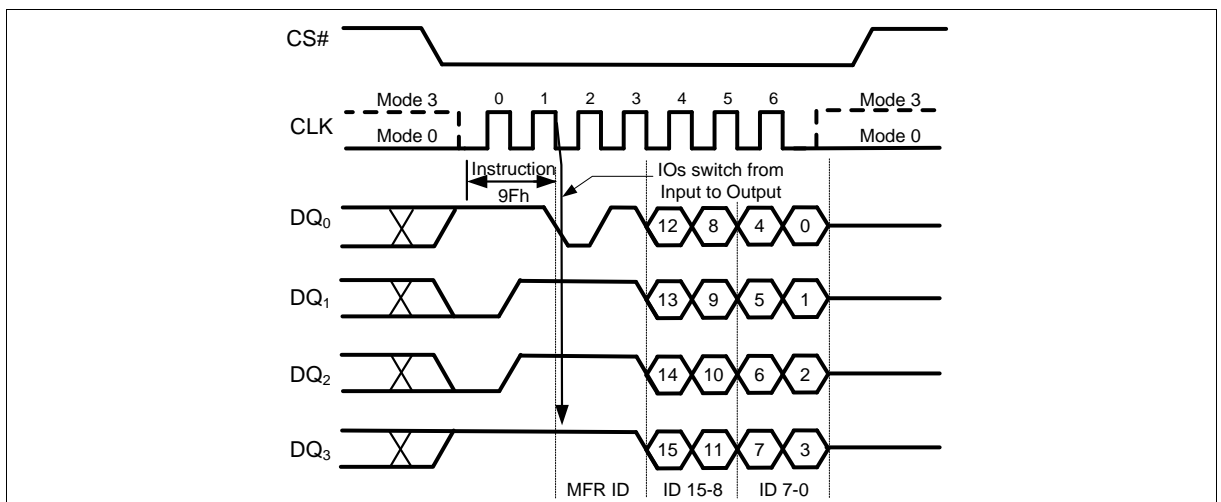 CS#
0 1 2 3 4 5 6
Mode 3 Mode 3
CLK
Mode 0 Mode 0
Instruction IOs switch from
9Fh Input to Output
DQ0 12 8 4 0
DQ1 13 9 5 1
DQ2 14 10 6 2
DQ3 15 11 7 3
MFR ID ID 15-8 ID 7-0